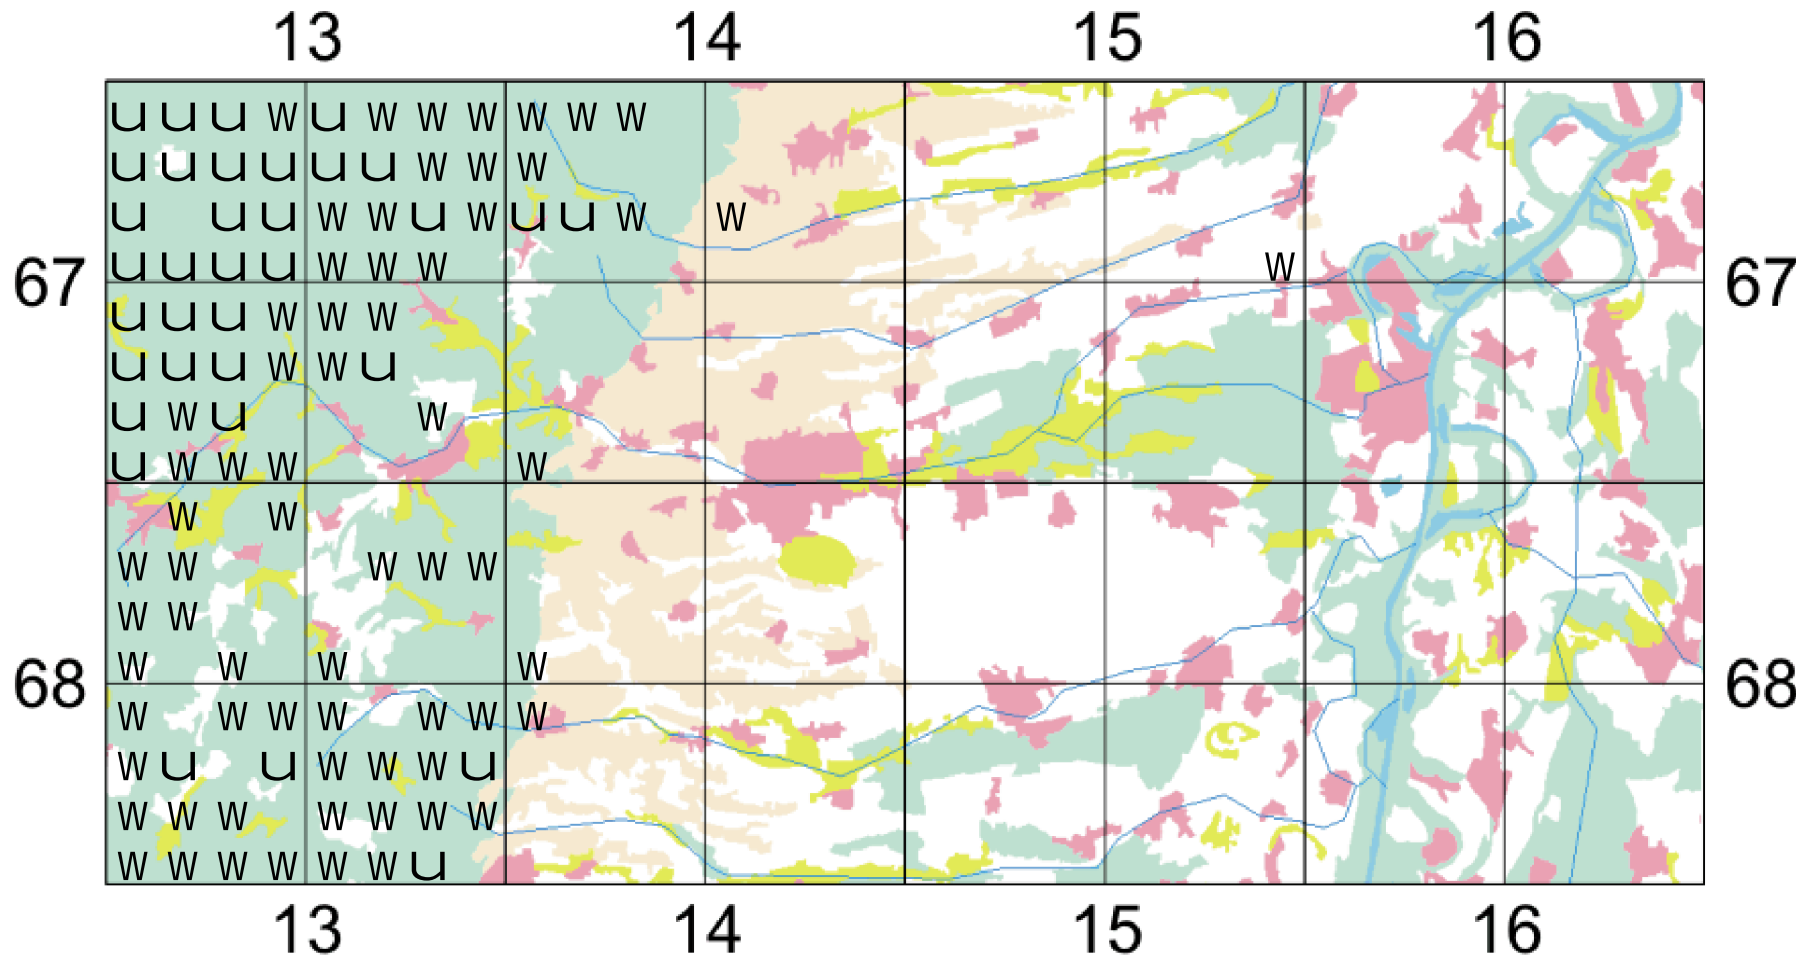 13 14 15 16
u u u w u w w w w w w
u u u u u u w w w
u u u w w u w u u w w
u u u u w w w w
67 67
u u u w w w
u u u w w u
u w u w
u w w w w
w w
w w w w w
w w
w w w w
68 68
w w w w w w w
w u u w w w u
w w w w w w w
w w w w w w u
13 14 15 16